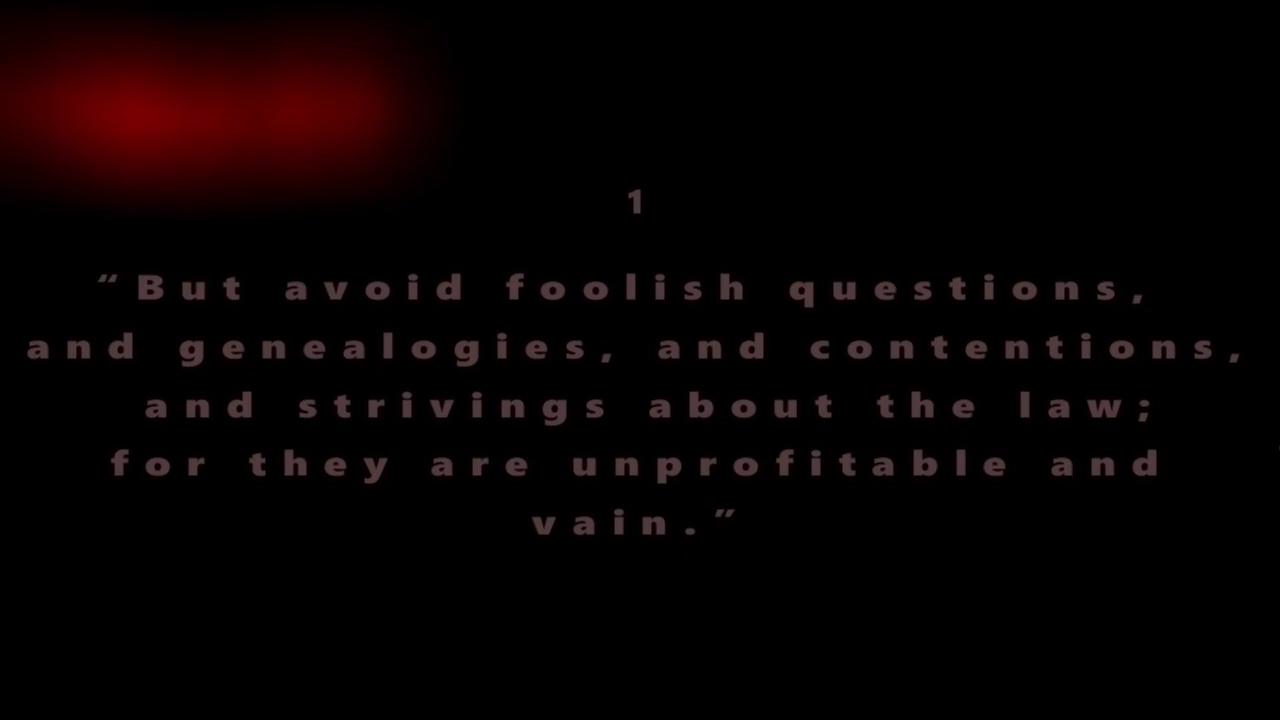 1
“But avoid foolish questions,
and genealogies, and contentions,
and strivings about the law;
for they are unprofitable and
vain.”